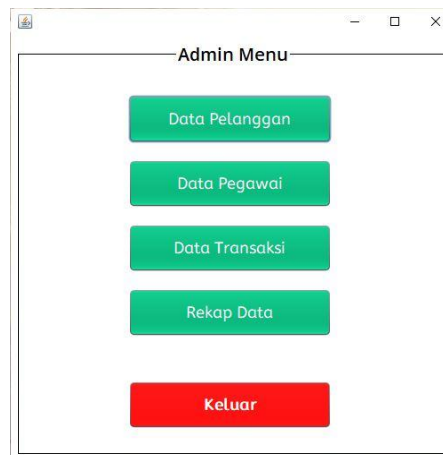 Admin Menu
Data Pelanggan
Data Pegawai
Data Transaksi
Rekap Data
Keluar